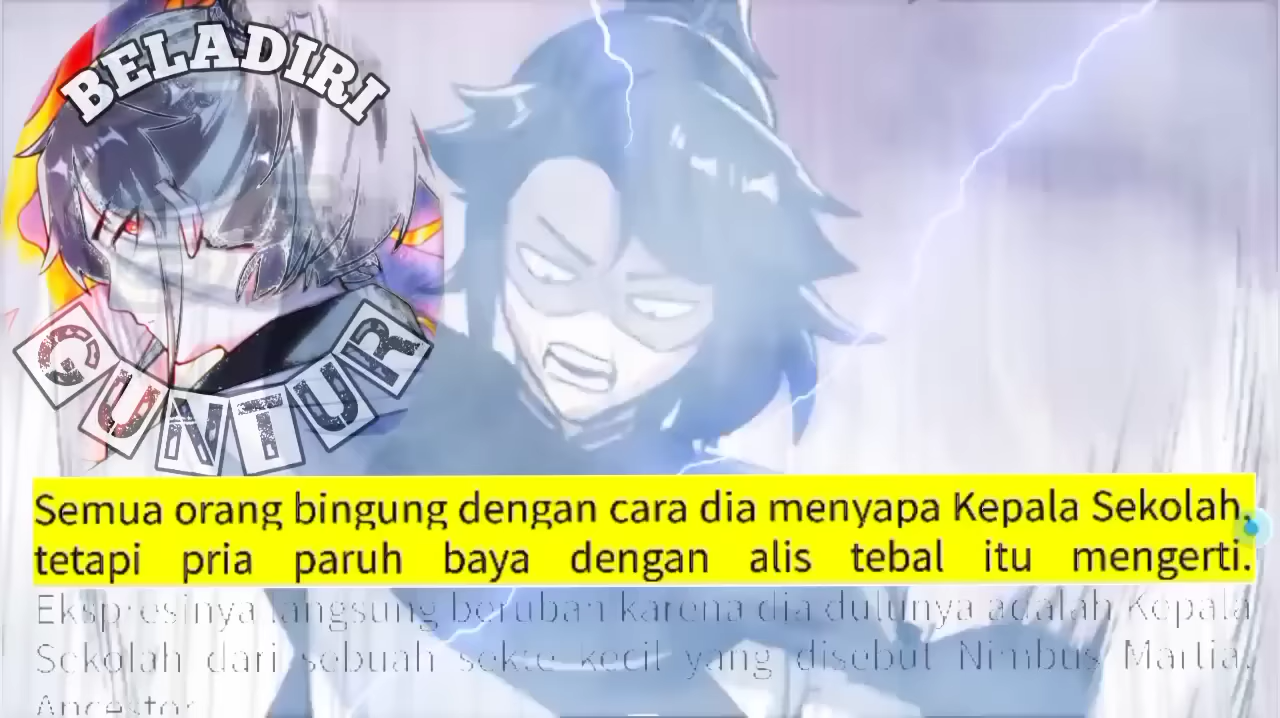 BELADIRI
GUNTUR
Semua orang bingung dengan cara dia menyapa Kepala Sekolah,
tetapi pria paruh baya dengan alis tebal itu mengerti.
Ekspresinya langsung berubah karena dia dulunya adalah Kepala
Sekolah dari sebuah sekte kecil yang disebut Nimbus Martial
Ancestor